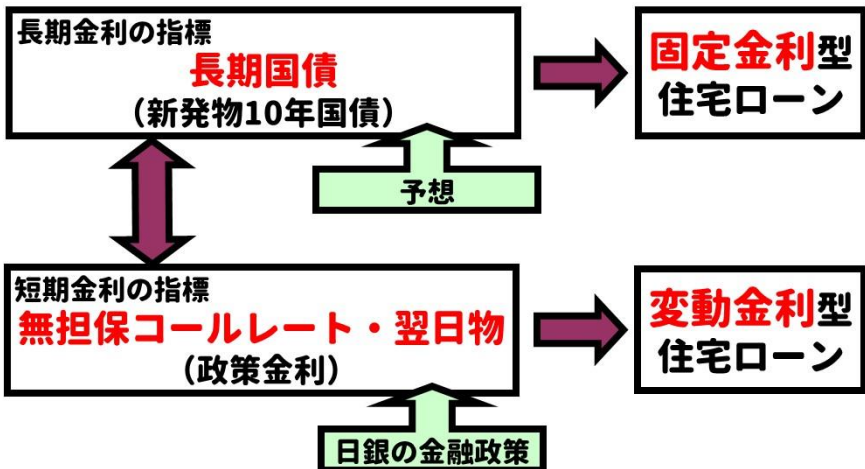 長期金利の指標
長期国債
（新発物10年国債）
固定金利型
住宅ローン
予想
短期金利の指標
無担保コールレート・翌日物
（政策金利）
変動金利型
住宅ローン
日銀の金融政策